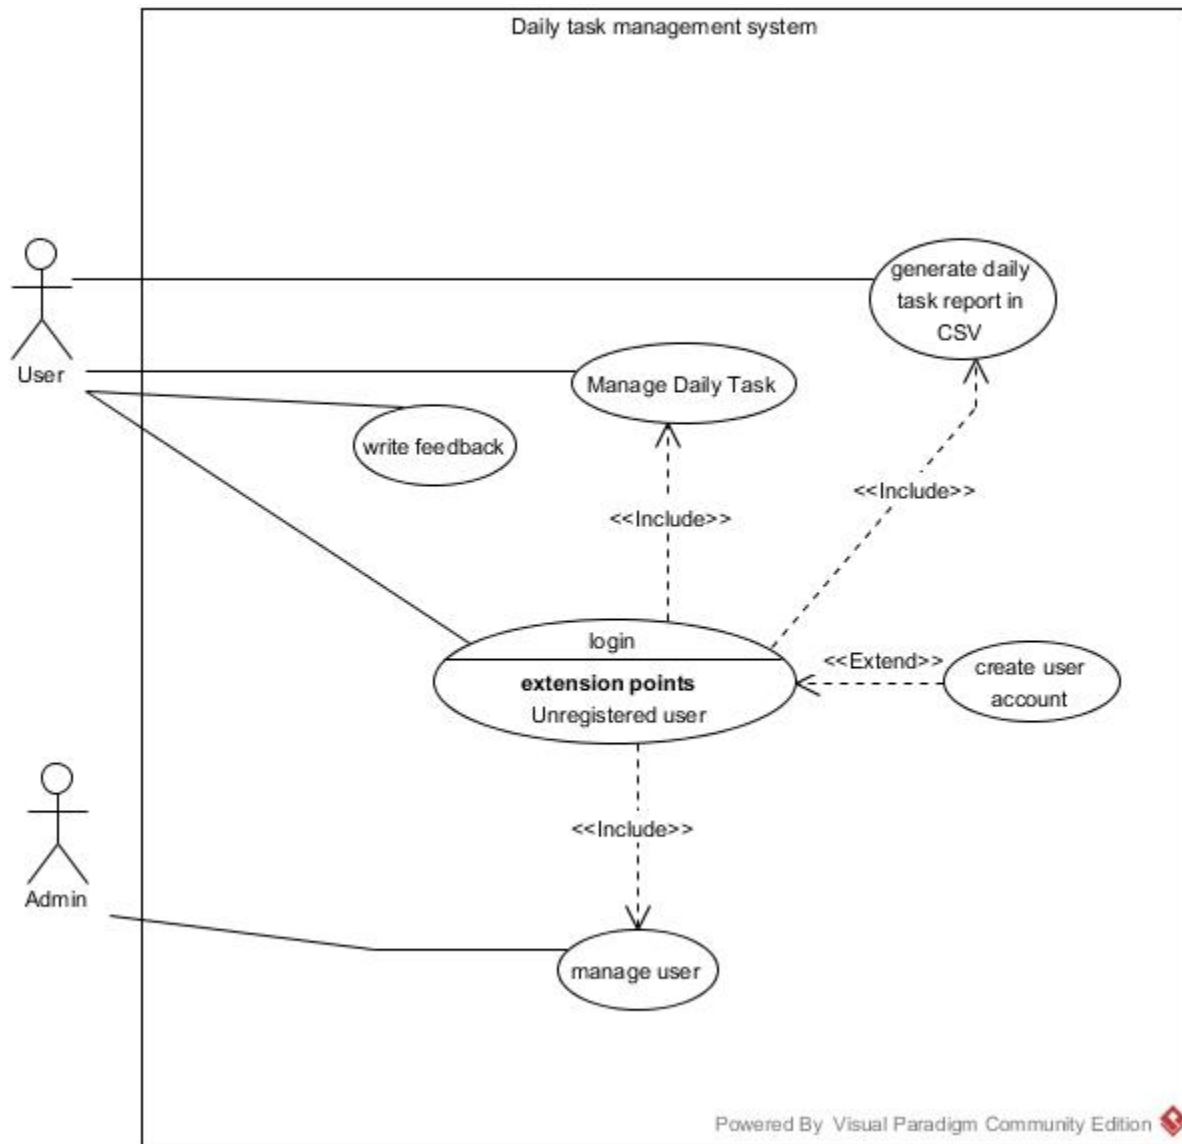 Daily task management system
generate daily
task report in
CSV
User
Manage Daily Task
write feedback
<<Include>>
<<Include>>
login
<<Extend>>
create user
account
extension points
Unregistered user
Admin
<<Include>>
manage user
Powered By Visual Paradigm Community Edition